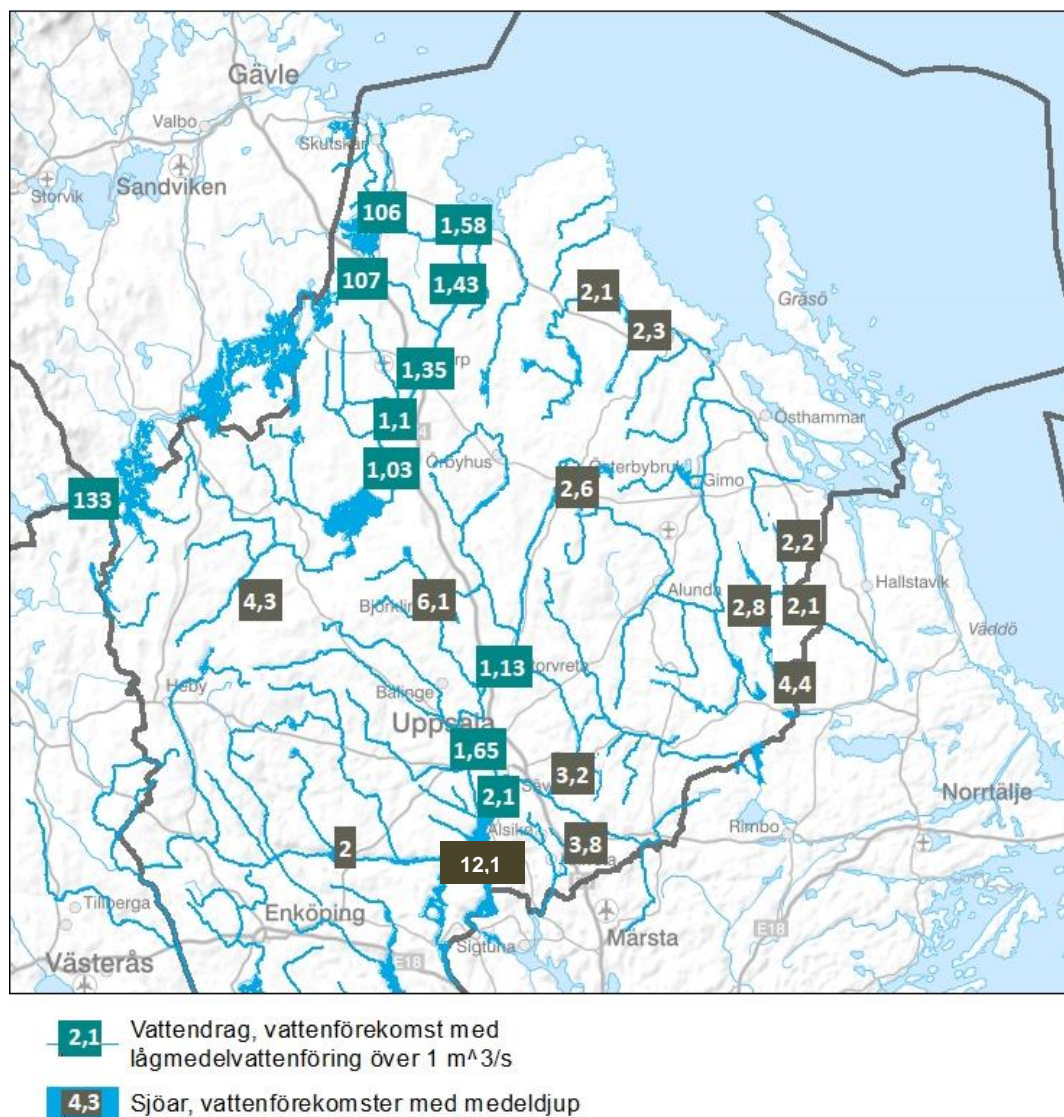 Gävle
Valbo
Skutskär
Storvik
Sandviken
106
1,58
107
1,43
2,1
Gräsö
2,3
1,35
1,1
Östhammar
1,03
Örbyhus
Österbybruk
133
2,6
Gimo
2,2
4,3
6,1
Alunda
2,8
2,1
Hallstavik
Väddö
1,13
4,4
Heby
Bälinge
Uppsala
1,65
3,2
2,1
Norrtälje
Alsike
Rimbo
2
3,8
12,1
Tillberga
Enköping
E18
Sigtuna
Märsta
E18
Västerås
2,1 Vattendrag, vattenförekomst med
lågmedelvattenföring över 1 m^3/s
4,3 Sjöar, vattenförekomster med medeldjup